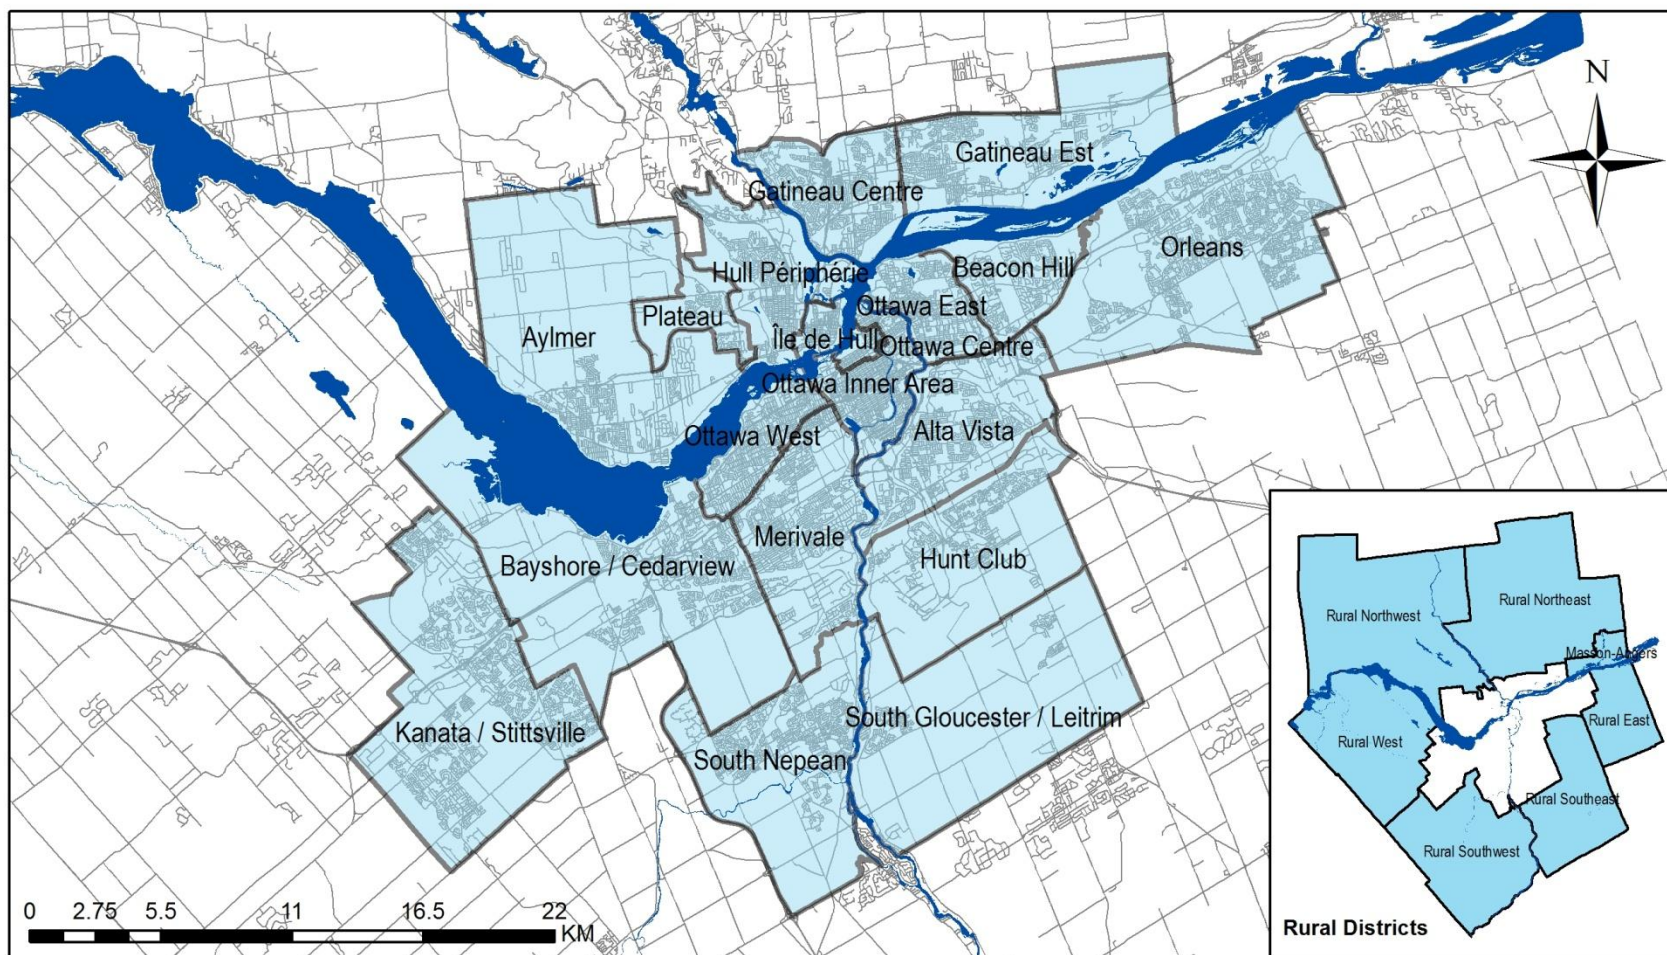 N
Gatineau Est
Gatineau Centre
Orleans
Beacon Hill
Hull Périphérie
Ottawa East
Plateau
Aylmer
Île de Hull
Ottawa Centre
Ottawa Inner Area
Ottawa West
Alta Vista
Merivale
Hunt Club
Bayshore / Cedarview
South Gloucester / Leitrim
Kanata / Stittsville
South Nepean
0 2.75 5.5 11 16.5 22
KM
Rural Northeast
Rural Northwest
Masson-Angers
Rural East
Rural West
Rural Southeast
Rural Southwest
Rural Districts